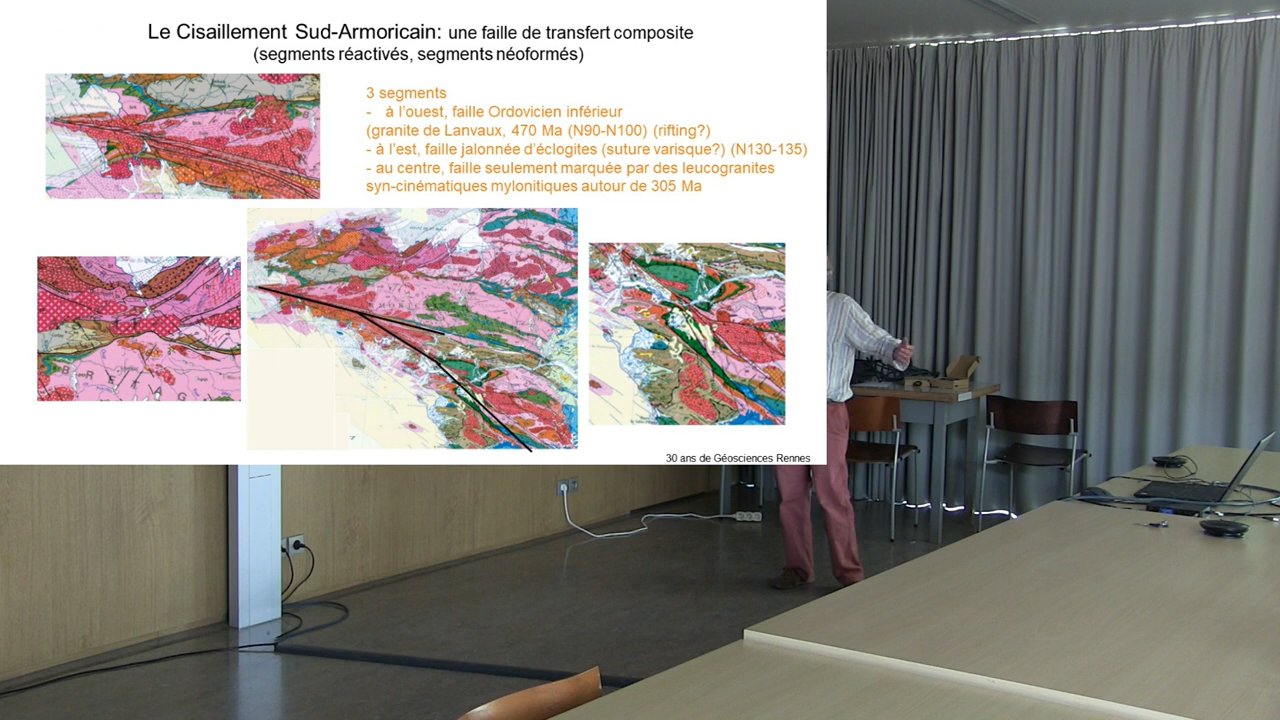 Le Cisaillement Sud-Armoricain: une faille de transfert composite
(segments réactivés, segments néoformés)
3 segments
- à l'ouest, faille Ordovicien inférieur
(granite de Lanvaux, 470 Ma (N90-N100) (rifting?)
- à l'est, faille jalonnée d'éclogites (suture varisque?) (N130-135)
- au centre, faille seulement marquée par des leucogranites
syn-cinématiques mylonitiques autour de 305 Ma
30 ans de Géosciences Rennes